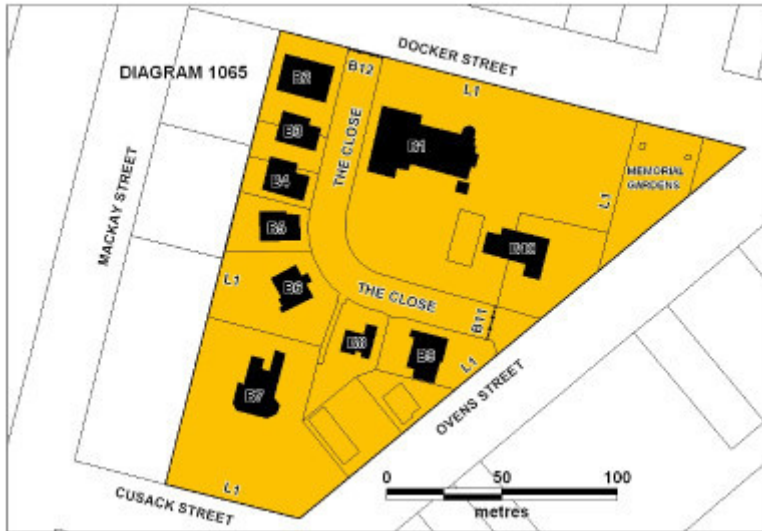 DOCKER STREET
DIAGRAM 1065
B2
B12
L1
B3
THE CLOSE
B1
B4
MEMORIAL
GARDENS
MACKAY STREET
L1
B5
L1
B6
THE CLOSE
B11
B8
B9
L1
B7
OVENS STREET
L1
CUSACK STREET
0 50 100
metres